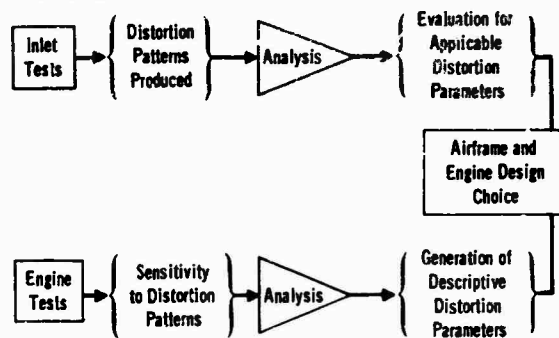 Inlet
Tests
Distortion
Patterns
Produced
Analysis
Evaluation for
Applicable
Distortion
Parameters
Airframe and
Engine Design
Choice
Engine
Tests
Sensitivity
to Distortion
Patterns
Analysis
Generation of
Descriptive
Distortion
Parameters